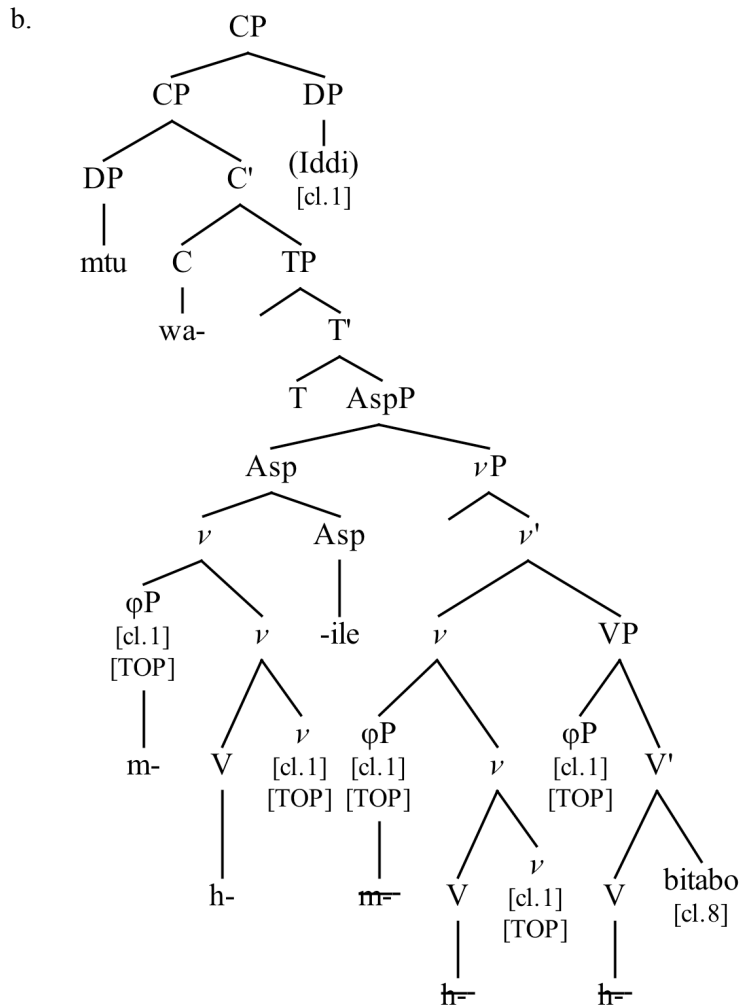 b.
CP
CP DP
DP C' (Iddi)
[cl.1]
mtu C TP
wa- T'
T AspP
Asp νP
ν Asp ν'
φP ν -ile ν VP
[cl.1]
[TOP]
m- V ν φP ν φP V'
[cl.1] [cl.1] [cl.1]
[TOP] [TOP] [TOP]
h- m- V ν V bitabo
[cl.1] [cl.8]
[TOP]
h- h-